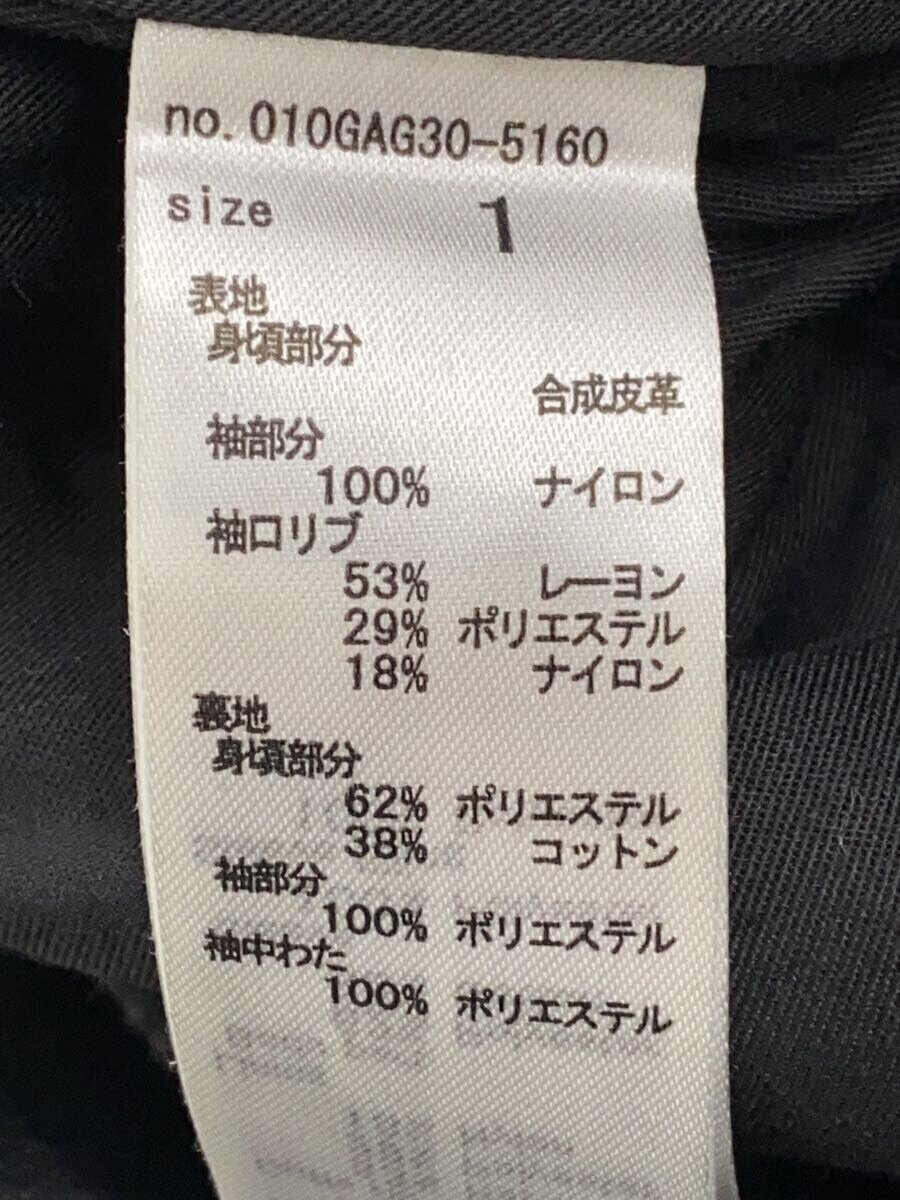 no. 010GAG30-5160
size 1
表地
身頃部分
合成皮革
袖部分
100% ナイロン
袖口リブ
53% レーヨン
29% ポリエステル
18% ナイロン
裏地
身頃部分
62% ポリエステル
38% コットン
袖部分
100% ポリエステル
袖中わた
100% ポリエステル